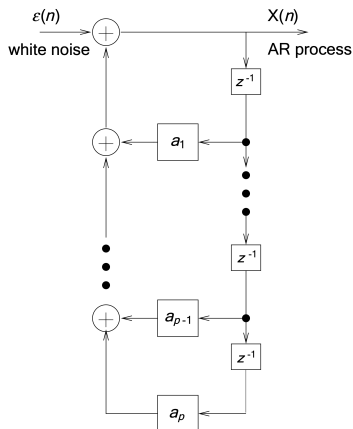 ε(n) X(n)
white noise + AR process
z⁻¹
+ a₁
z⁻¹
+ aₚ₋₁
z⁻¹
aₚ